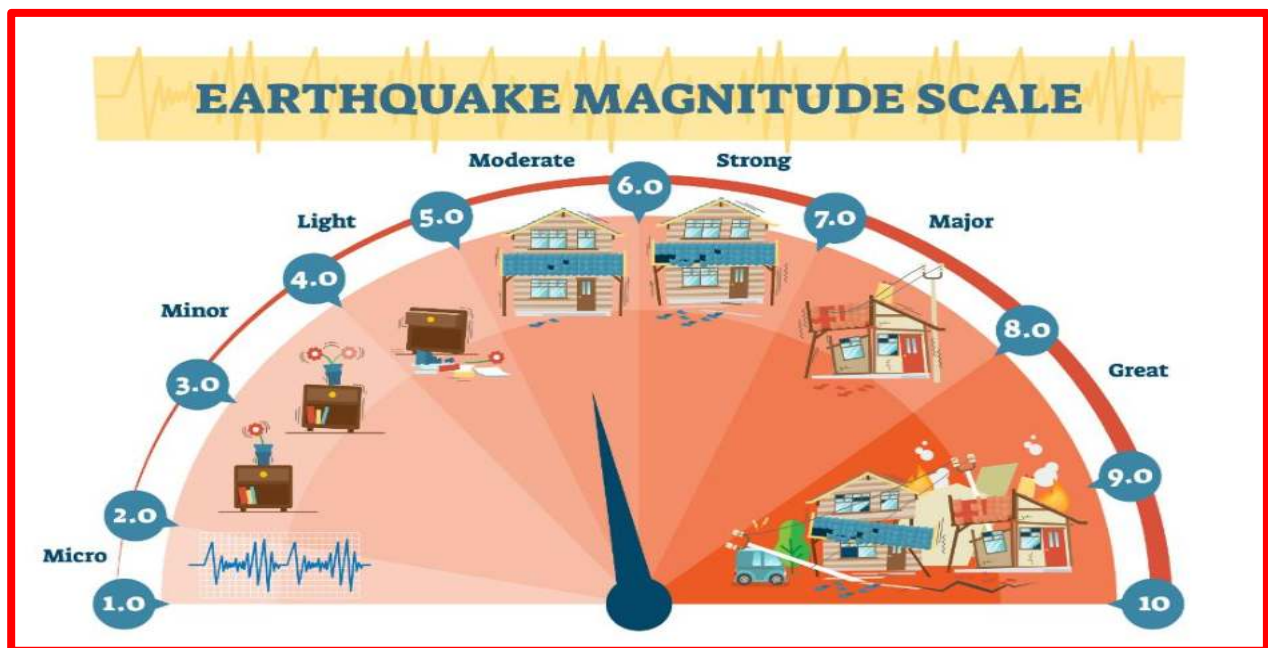 EARTHQUAKE MAGNITUDE SCALE
Moderate
Strong
6.0
5.0
7.0
Light
Major
4.0
Minor
8.0
3.0
Great
9.0
2.0
Micro
1.0
10